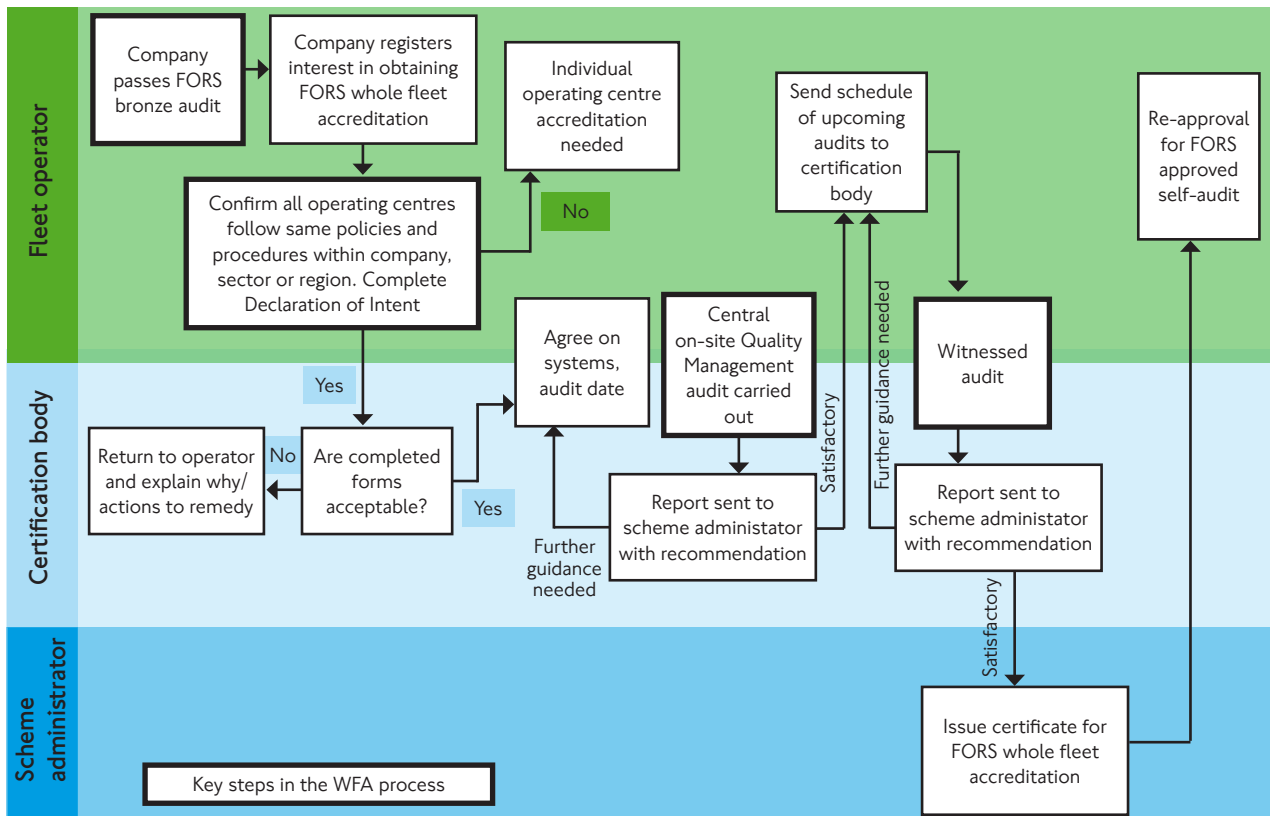 Fleet operator
Company
passes FORS
bronze audit
Company registers
interest in obtaining
FORS whole fleet
accreditation
Individual
operating centre
accreditation
needed
Send schedule
of upcoming
audits to
certification
body
Re-approval
for FORS
approved
self-audit
No
Confirm all operating centres
follow same policies and
procedures within company,
sector or region. Complete
Declaration of Intent
Agree on
systems,
audit date
Central
on-site Quality
Management
audit carried
out
Satisfactory
Further guidance needed
Witnessed
audit
Certification body
Yes
Return to operator
and explain why/
actions to remedy
No
Are completed
forms
acceptable?
Yes
Further
guidance
needed
Report sent to
scheme administator
with recommendation
Report sent to
scheme administator
with recommendation
Satisfactory
Scheme
administrator
Issue certificate for
FORS whole fleet
accreditation
Key steps in the WFA process